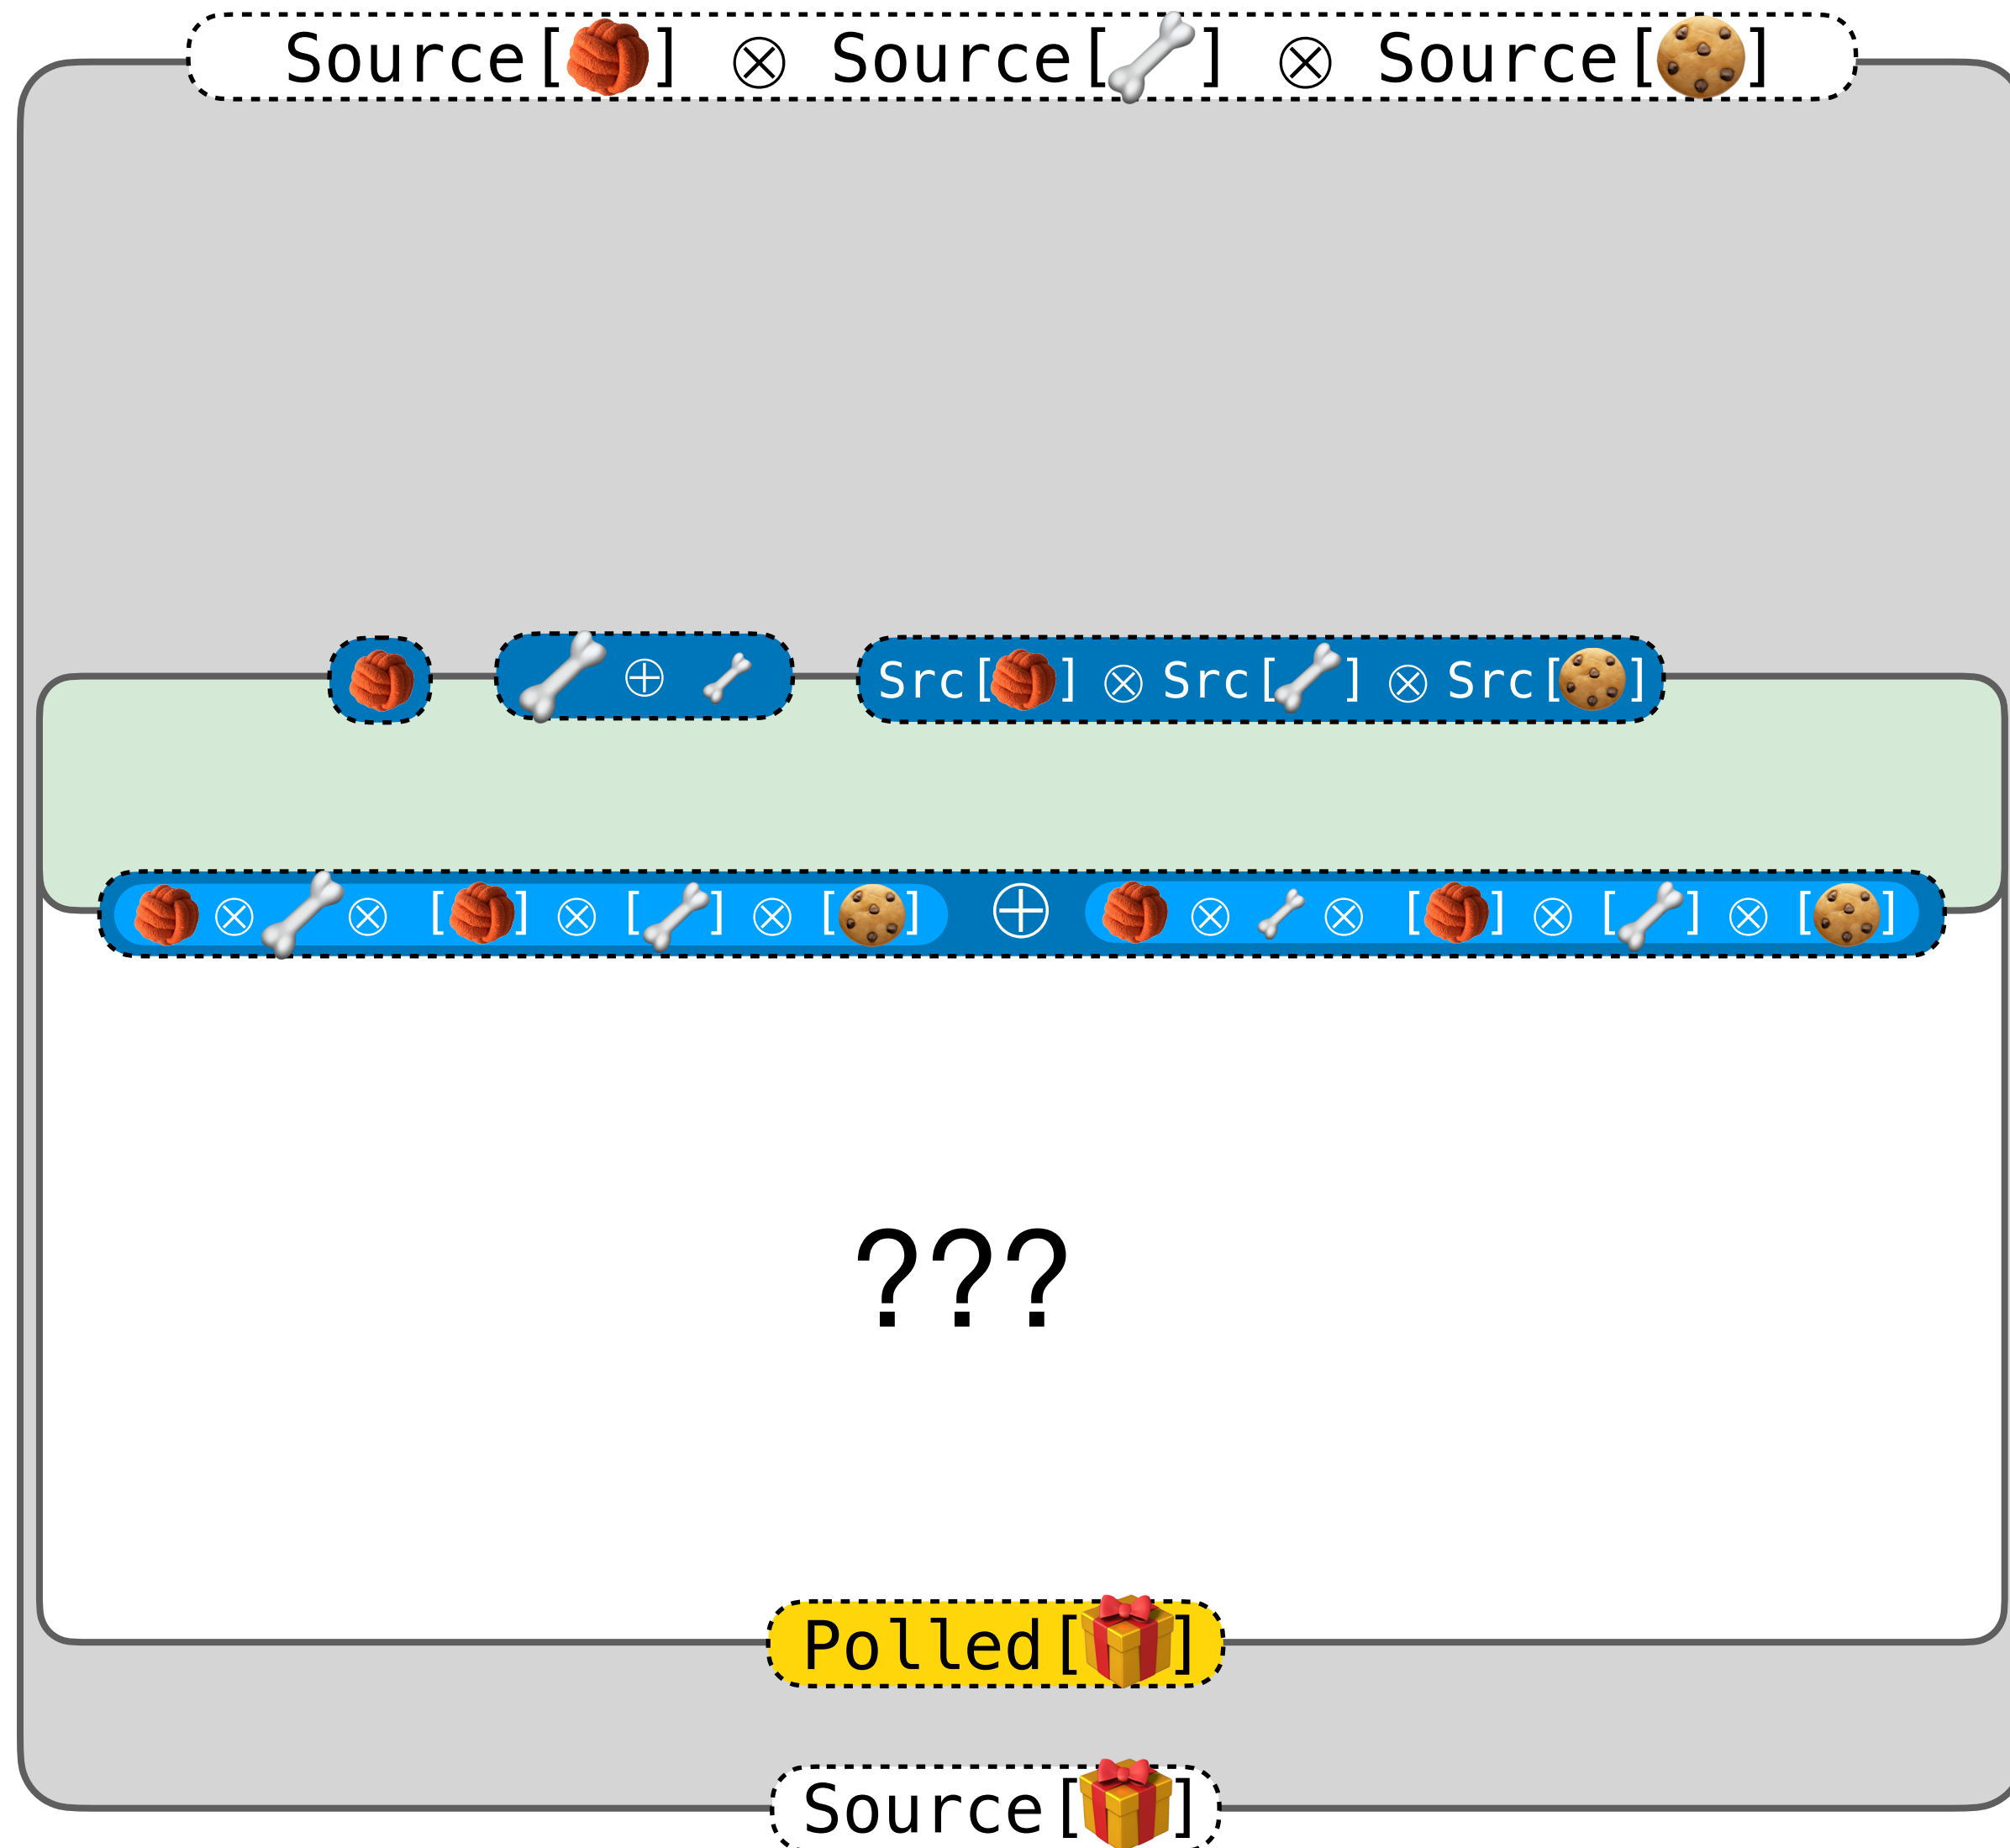 Source[🧶] ⊗ Source[🦴] ⊗ Source[🍪]
🧶 🦴 ⊕ 🦴 Src[🧶] ⊗ Src[🦴] ⊗ Src[🍪]
🧶 ⊗ 🦴 ⊗ [🧶] ⊗ [🦴] ⊗ [🍪] ⊕ 🧶 ⊗ 🦴 ⊗ [🧶] ⊗ [🦴] ⊗ [🍪]
???
Polled[🎁]
Source[🎁]